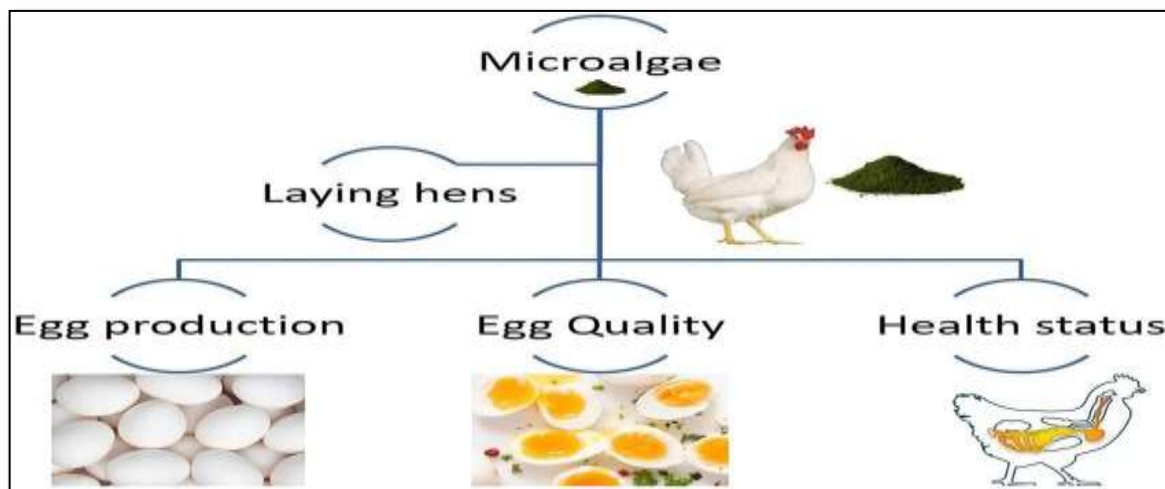 Microalgae
Laying hens
Egg production
Egg Quality
Health status